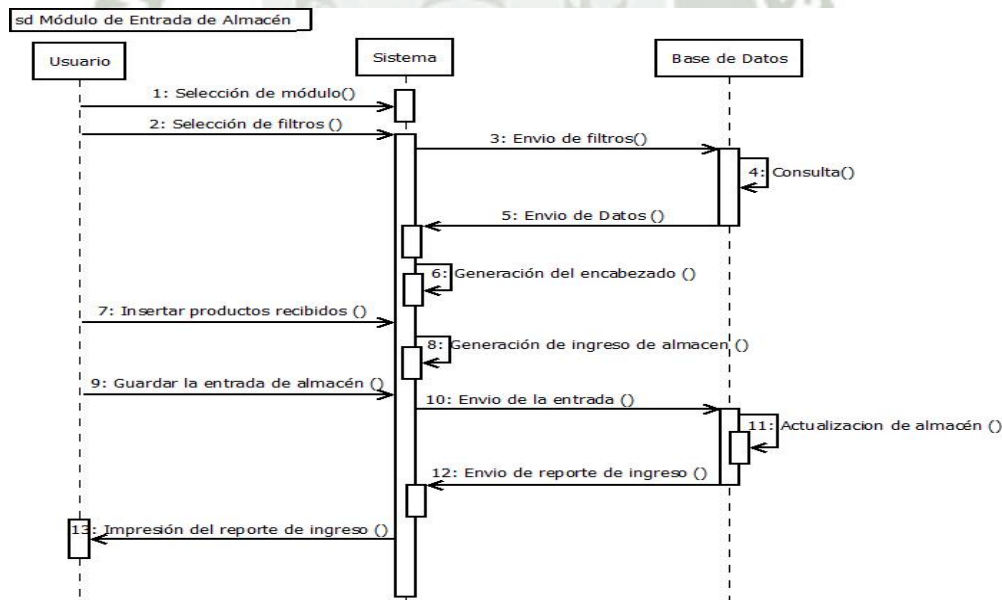 sd Módulo de Entrada de Almacén
Usuario
Sistema
Base de Datos
1: Selección de módulo()
2: Selección de filtros ()
3: Envio de filtros()
4: Consulta()
5: Envio de Datos ()
6: Generación del encabezado ()
7: Insertar productos recibidos ()
8: Generación de ingreso de almacen ()
9: Guardar la entrada de almacén ()
10: Envio de la entrada ()
11: Actualizacion de almacén ()
12: Envio de reporte de ingreso ()
13: Impresión del reporte de ingreso ()